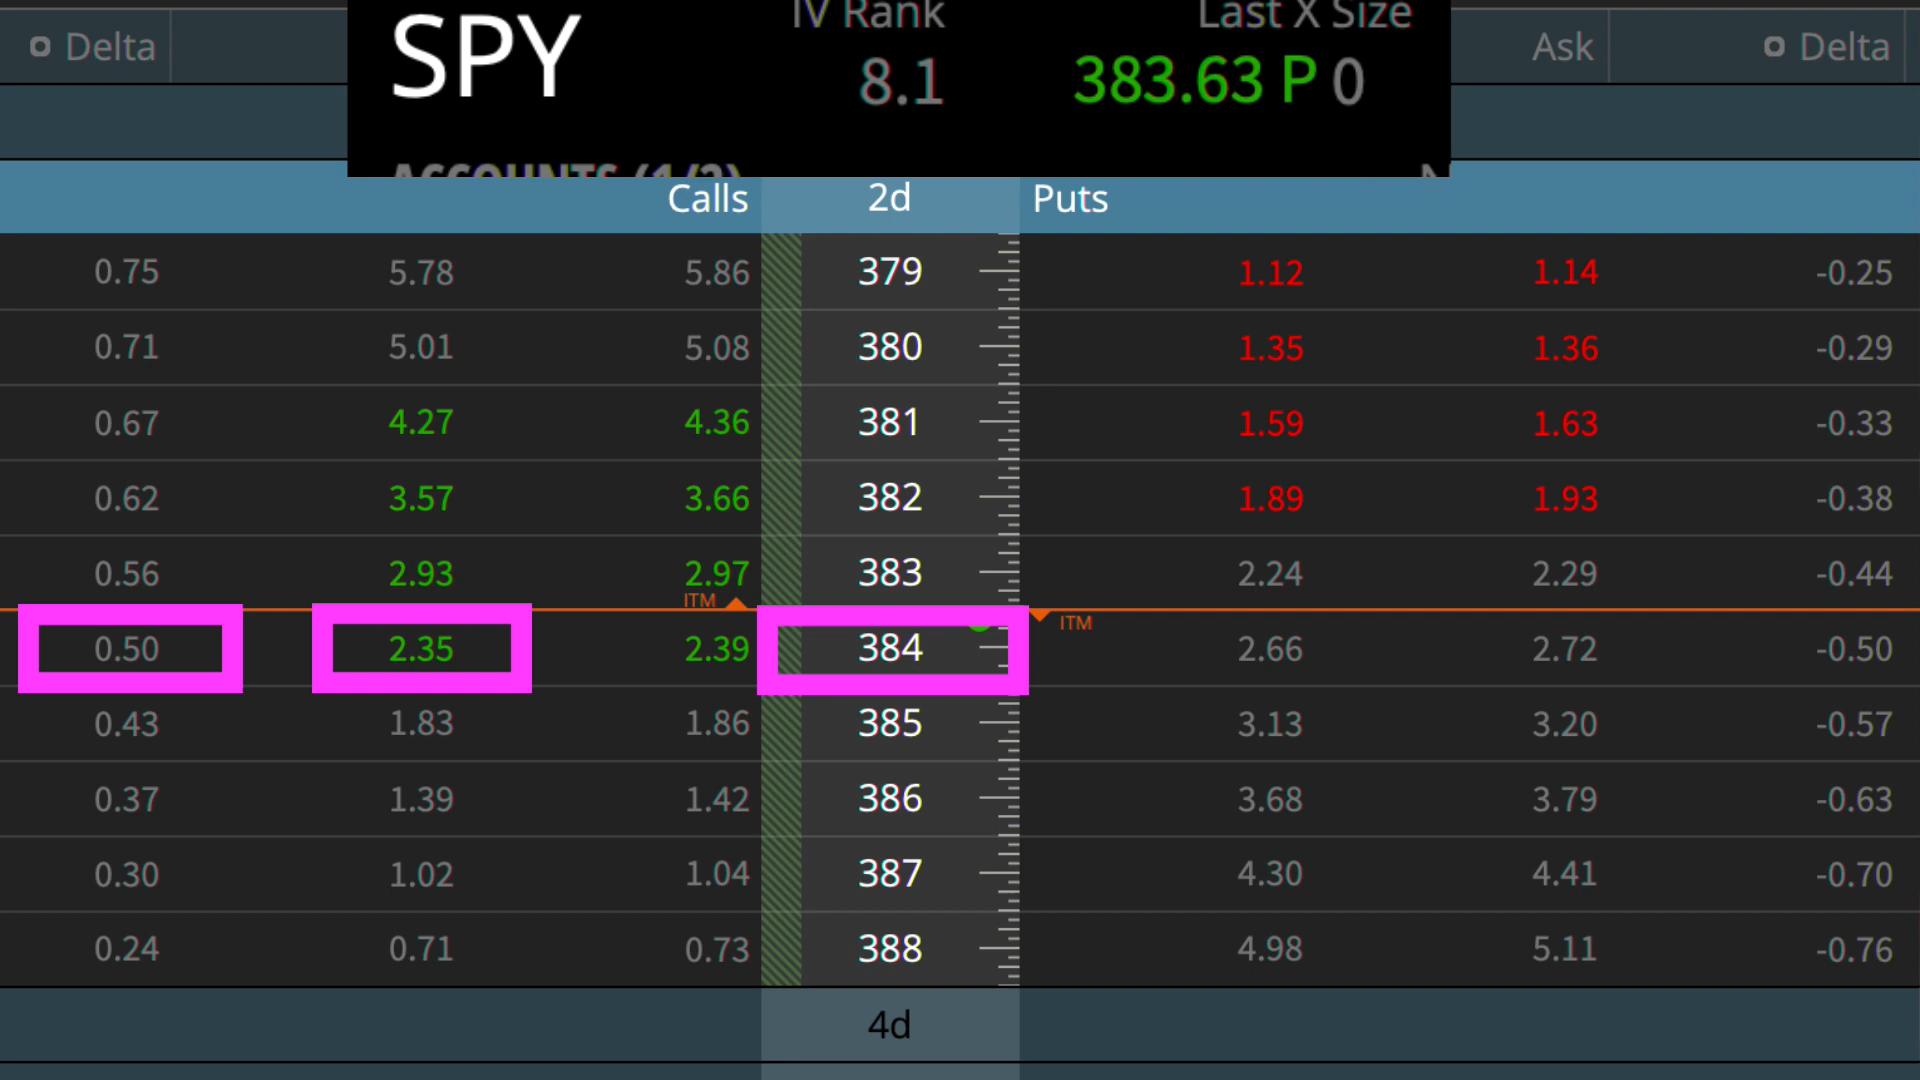 IV Rank Last X Size
SPY 8.1 383.63 P 0
Delta Ask Delta
ACCOUNTS (1/2)
Calls 2d Puts
0.75 5.78 5.86 379 1.12 1.14 -0.25
0.71 5.01 5.08 380 1.35 1.36 -0.29
0.67 4.27 4.36 381 1.59 1.63 -0.33
0.62 3.57 3.66 382 1.89 1.93 -0.38
0.56 2.93 2.97 383 2.24 2.29 -0.44
ITM ITM
0.50 2.35 2.39 384 2.66 2.72 -0.50
0.43 1.83 1.86 385 3.13 3.20 -0.57
0.37 1.39 1.42 386 3.68 3.79 -0.63
0.30 1.02 1.04 387 4.30 4.41 -0.70
0.24 0.71 0.73 388 4.98 5.11 -0.76
4d